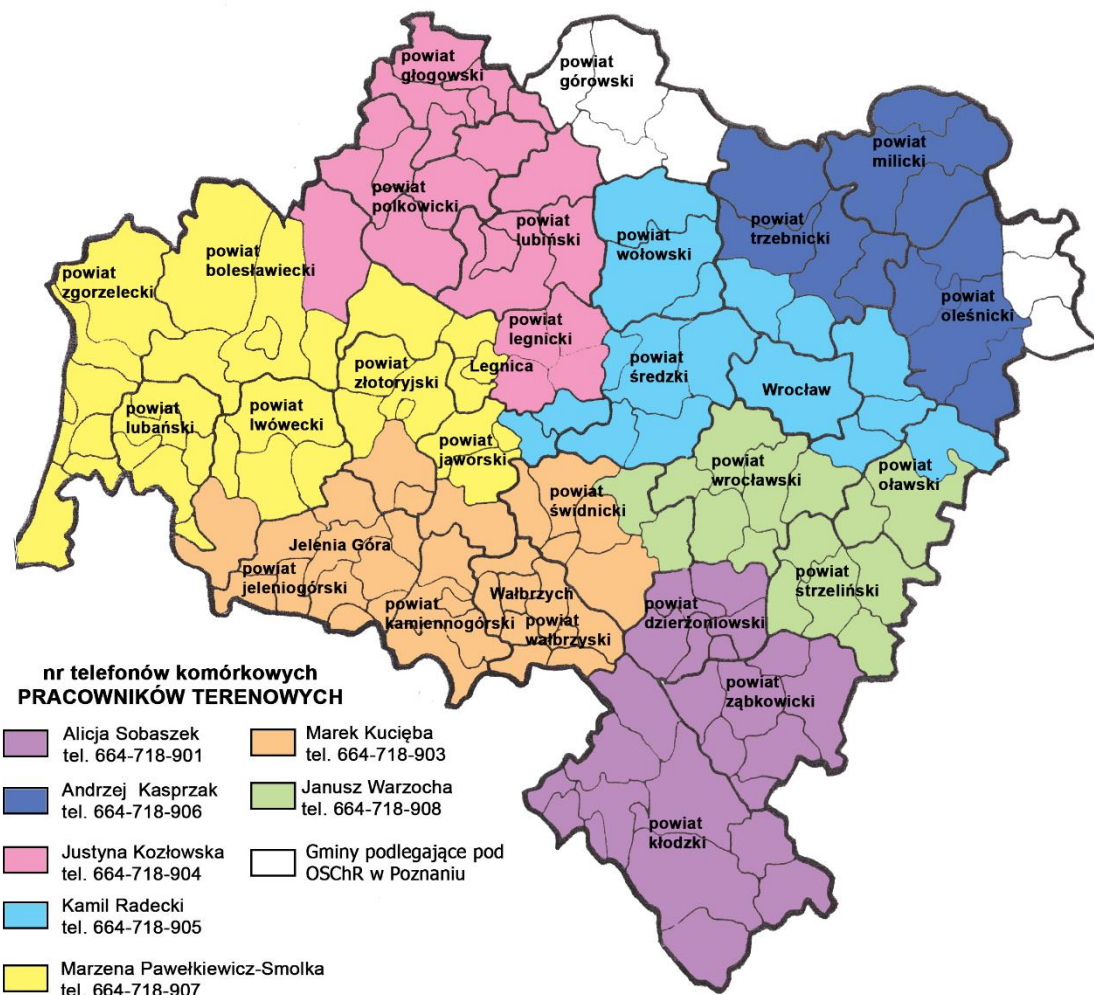 powiat
głogowski
powiat
górowski
powiat
milicki
powiat
polkowicki
powiat
lubiński
powiat
wołowski
powiat
trzebnicki
powiat
bolesławiecki
powiat
zgorzelecki
powiat
oleśnicki
powiat
legnicki
powiat
złotoryjski
Legnica
powiat
średzki
Wrocław
powiat
lubański
powiat
lwówecki
powiat
jaworski
powiat
wrocławski
powiat
oławski
powiat
świdnicki
Jelenia Góra
powiat
jeleniogórski
powiat
kamiennogórski
Wałbrzych
powiat
wałbrzyski
powiat
dzierżoniowski
powiat
strzeliński
powiat
ząbkowicki
powiat
kłodzki
nr telefonów komórkowych
PRACOWNIKÓW TERENOWYCH
Alicja Sobaszek
tel. 664-718-901
Andrzej Kasprzak
tel. 664-718-906
Justyna Kozłowska
tel. 664-718-904
Kamil Radecki
tel. 664-718-905
Marzena Pawełkiewicz-Smolka
tel. 664-718-907
Marek Kucięba
tel. 664-718-903
Janusz Warzocha
tel. 664-718-908
Gminy podlegające pod
OSChR w Poznaniu